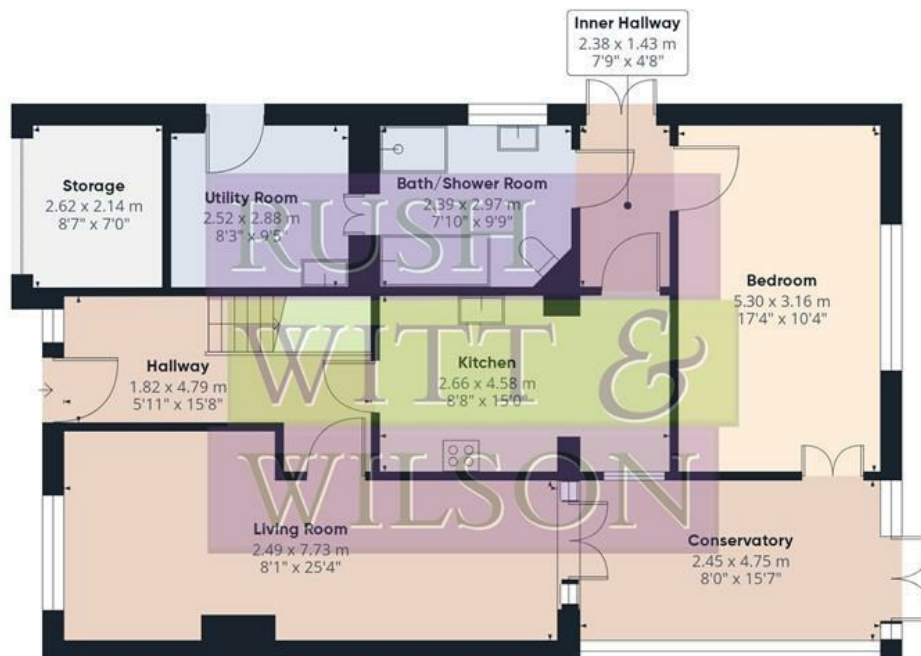 Inner Hallway
2.38 x 1.43 m
7'9" x 4'8"
Storage
2.62 x 2.14 m
8'7" x 7'0"
Utility Room
2.52 x 2.88 m
8'3" x 9'5"
Bath/Shower Room
2.39 x 2.97 m
7'10" x 9'9"
Bedroom
5.30 x 3.16 m
17'4" x 10'4"
Hallway
1.82 x 4.79 m
5'11" x 15'8"
Kitchen
2.66 x 4.58 m
8'8" x 15'0"
Living Room
2.49 x 7.73 m
8'1" x 25'4"
Conservatory
2.45 x 4.75 m
8'0" x 15'7"
RUSH
WITT &
WILSON